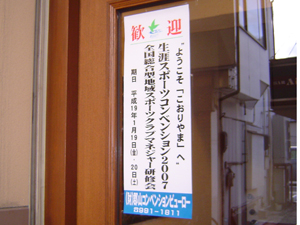 歓迎
"ようこそ「こおりやま」へ"
生涯スポーツコンベンション2007
全国総合型地域スポーツクラブマネジャー研修会
期日 平成19年1月19日(金)・20日(土)
(財)郡山コンベンションビューロー